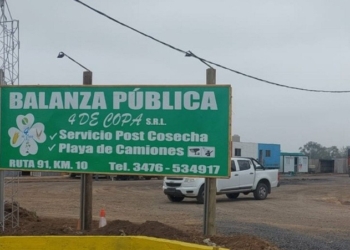 BALANZA PÚBLICA
4 DE COPA S.R.L.
✓ Servicio Post Cosecha
✓ Playa de Camiones
RUTA 91, KM. 10 Tel. 3476 - 534917